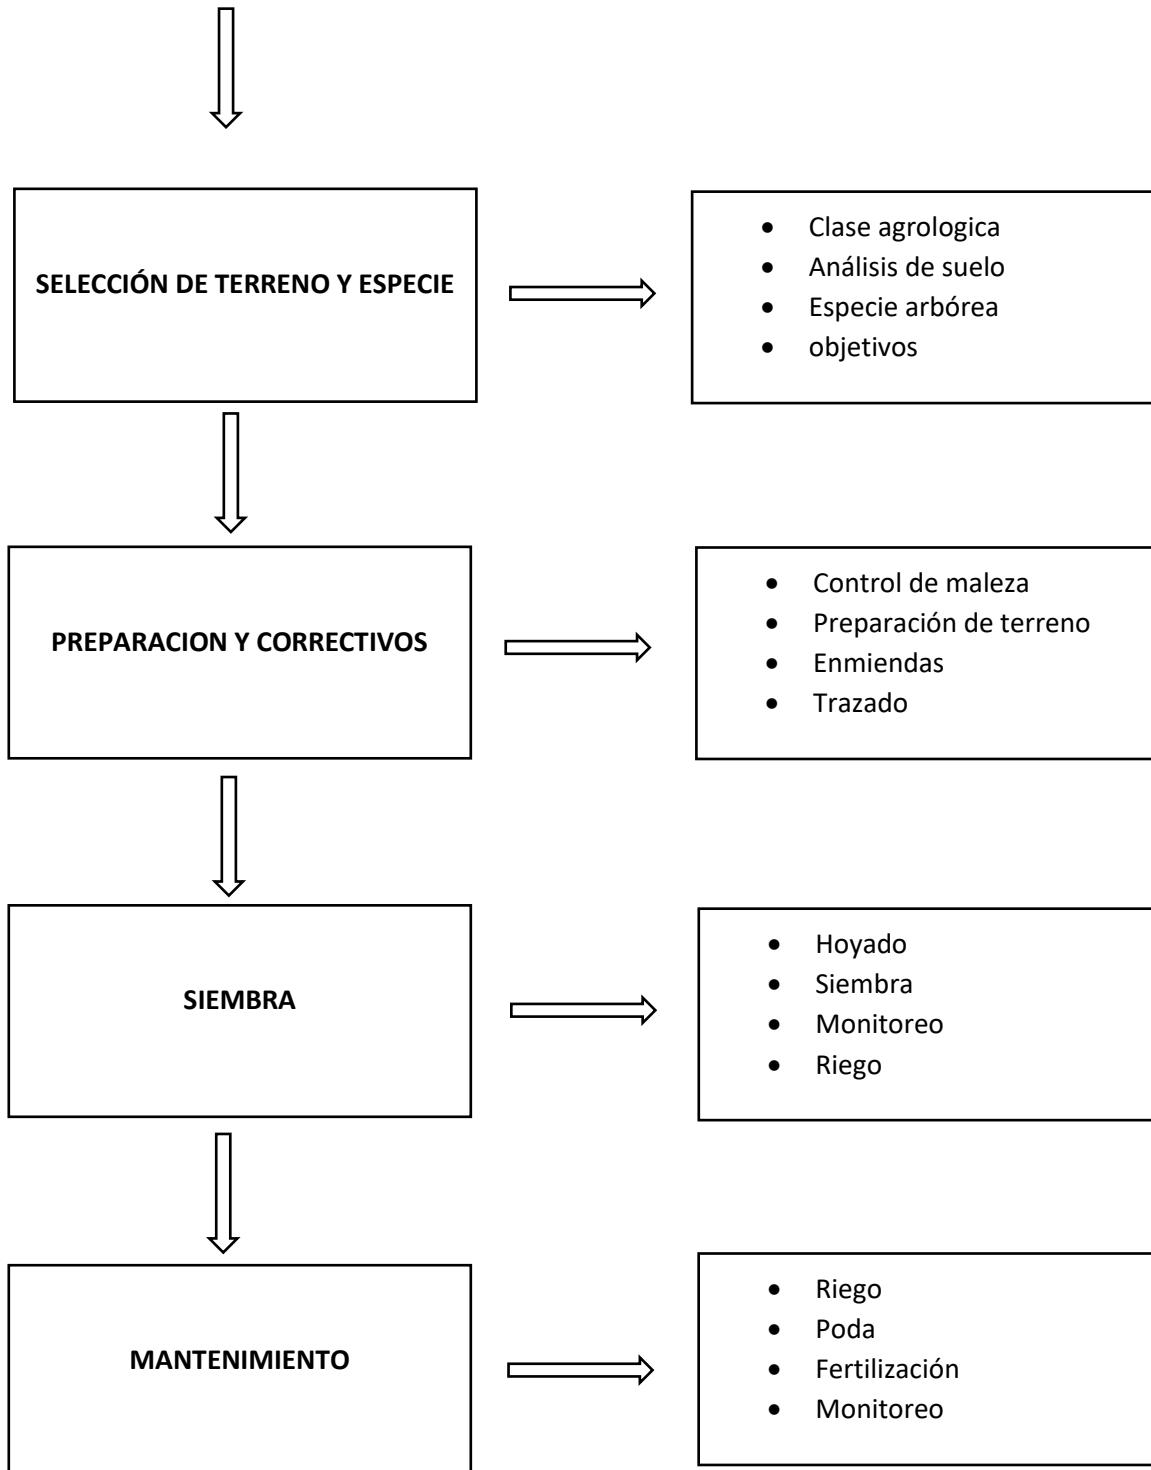 SELECCIÓN DE TERRENO Y ESPECIE
• Clase agrologica
• Análisis de suelo
• Especie arbórea
• objetivos
PREPARACION Y CORRECTIVOS
• Control de maleza
• Preparación de terreno
• Enmiendas
• Trazado
SIEMBRA
• Hoyado
• Siembra
• Monitoreo
• Riego
MANTENIMIENTO
• Riego
• Poda
• Fertilización
• Monitoreo